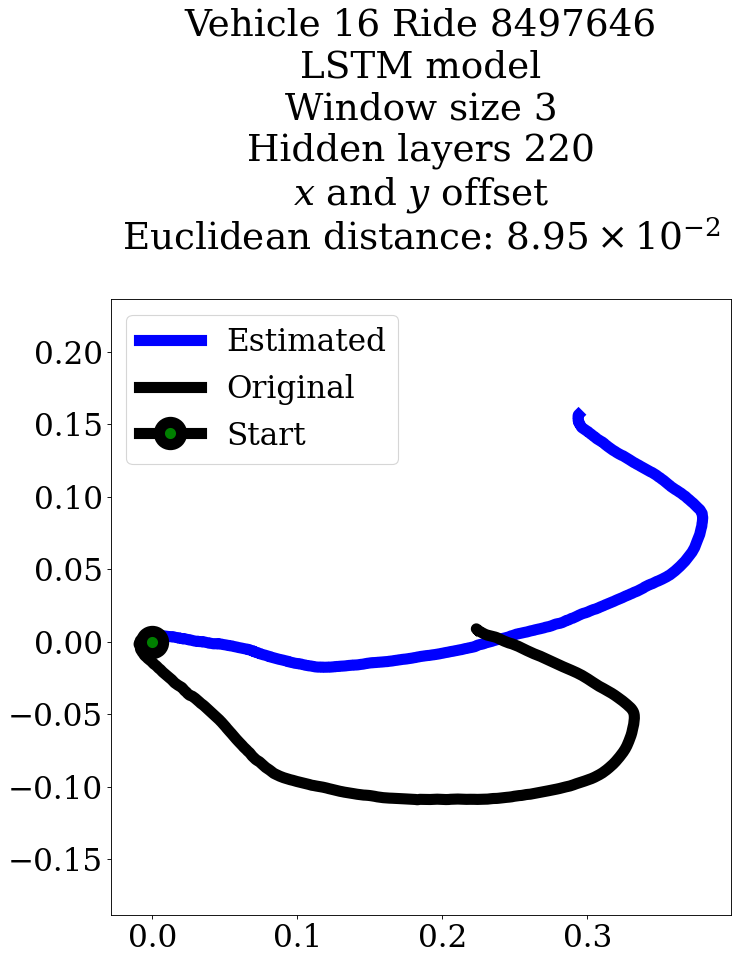 Vehicle 16 Ride 8497646
LSTM model
Window size 3
Hidden layers 220
x and y offset
Euclidean distance: 8.95 × 10⁻²
Estimated
Original
Start
0.20
0.15
0.10
0.05
0.00
−0.05
−0.10
−0.15
0.0 0.1 0.2 0.3